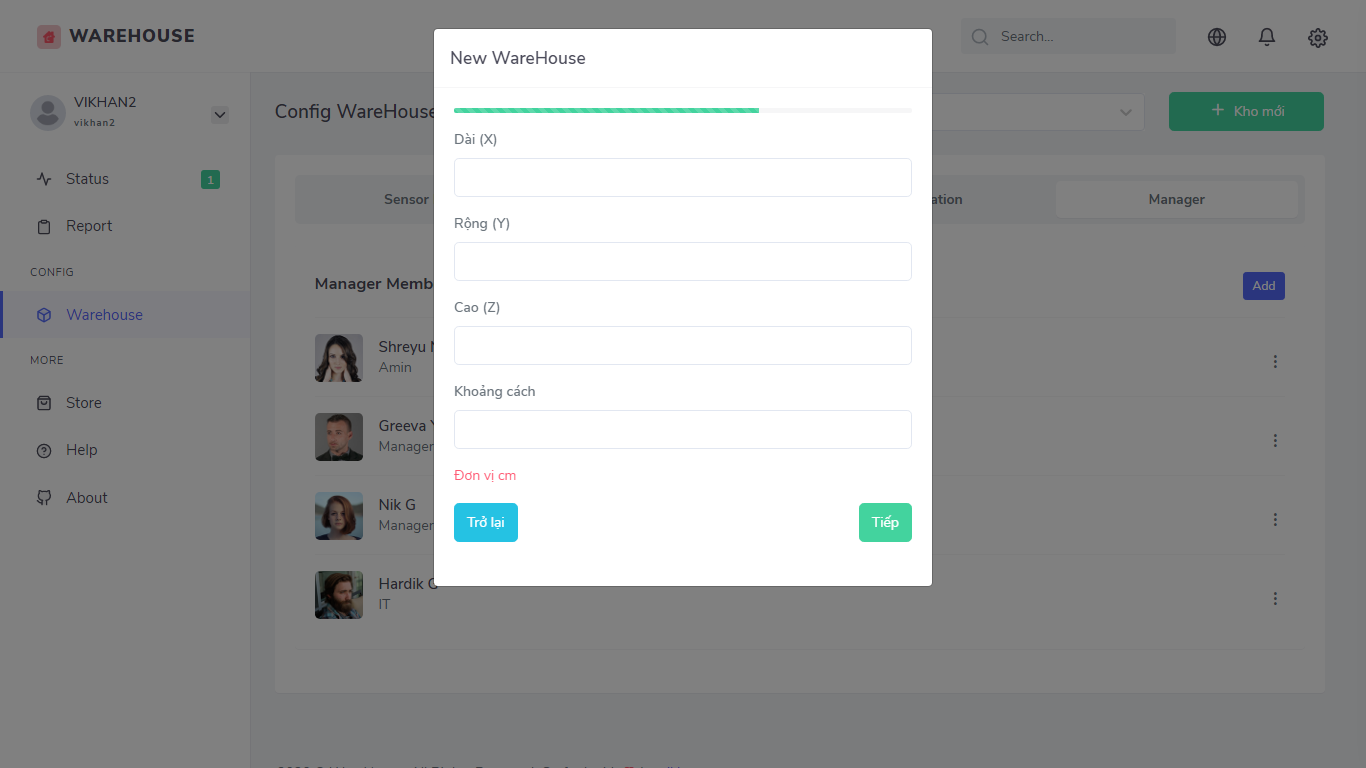 WAREHOUSE
Search...
VIKHAN2
vikhan2
Status
1
Report
CONFIG
Warehouse
MORE
Store
Help
About
Config WareHouse
Kho mới
Sensor
ation
Manager
Manager Memb
Add
Shreyu
Amin
Greeva
Manager
Nik G
Manager
Hardik G
IT
New WareHouse
Dài (X)
Rộng (Y)
Cao (Z)
Khoảng cách
Đơn vị cm
Trở lại
Tiếp